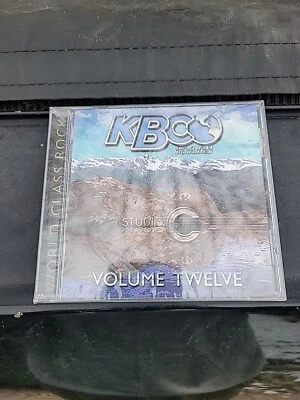 WORLD CLASS ROCK
KBCO
STUDIO C
VOLUME TWELVE